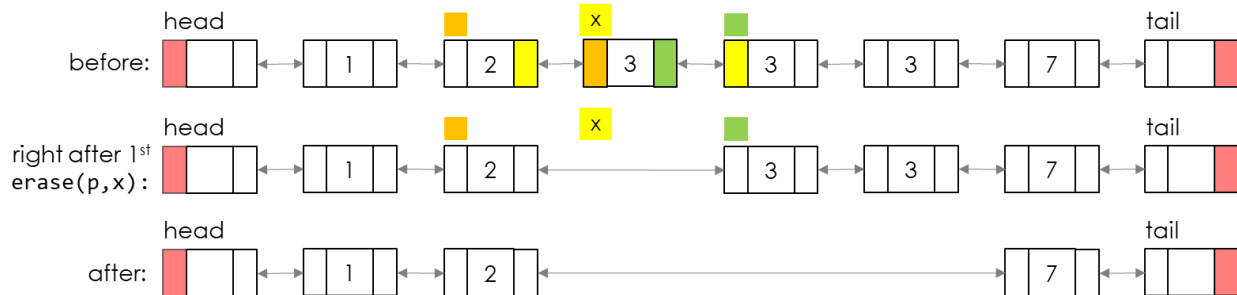 head x tail
before: 1 2 3 3 3 7
head x tail
right after 1st
erase(p,x): 1 2 3 3 7
head tail
after: 1 2 7